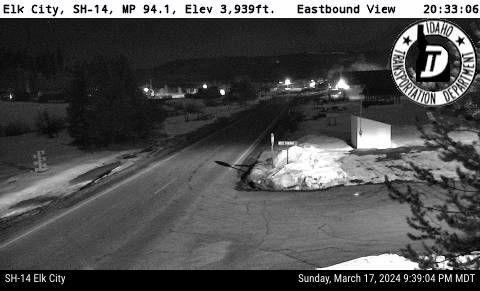 Elk City, SH-14, MP 94.1, Elev 3,939ft. Eastbound View 20:33:06
IDAHO
TRANSPORTATION DEPARTMENT
SH-14 Elk City Sunday, March 17, 2024 9:39:04 PM MDT